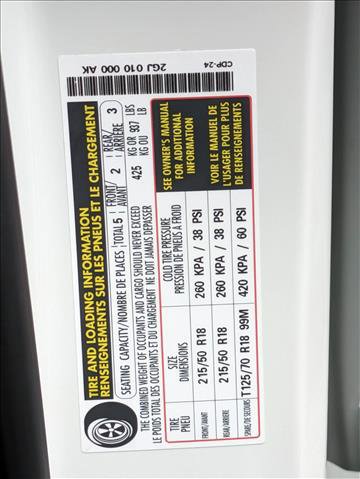 2GJ 010 000 AK
CDP-24
TIRE AND LOADING INFORMATION
RENSEIGNEMENTS SUR LES PNEUS ET LE CHARGEMENT
SEATING CAPACITY/NOMBRE DE PLACES TOTAL 5 FRONT/AVANT 2 REAR/ARRIÈRE 3
THE COMBINED WEIGHT OF OCCUPANTS AND CARGO SHOULD NEVER EXCEED 425 KG OR 937 LBS
LE POIDS TOTAL DES OCCUPANTS ET DU CHARGEMENT NE DOIT JAMAIS DEPASSER 425 KG OU 937 LB
TIRE SIZE COLD TIRE PRESSURE
PNEU DIMENSIONS PRESSION DE PNEUS A FROID
FRONT/AVANT 215/50 R18 260 KPA / 38 PSI
REAR/ARRIERE 215/50 R18 260 KPA / 38 PSI
SPARE/DE SECOURS T125/70 R18 99M 420 KPA / 60 PSI
SEE OWNER'S MANUAL
FOR ADDITIONAL
INFORMATION
VOIR LE MANUEL DE
L'USAGER POUR PLUS
DE RENSEIGNEMENTS